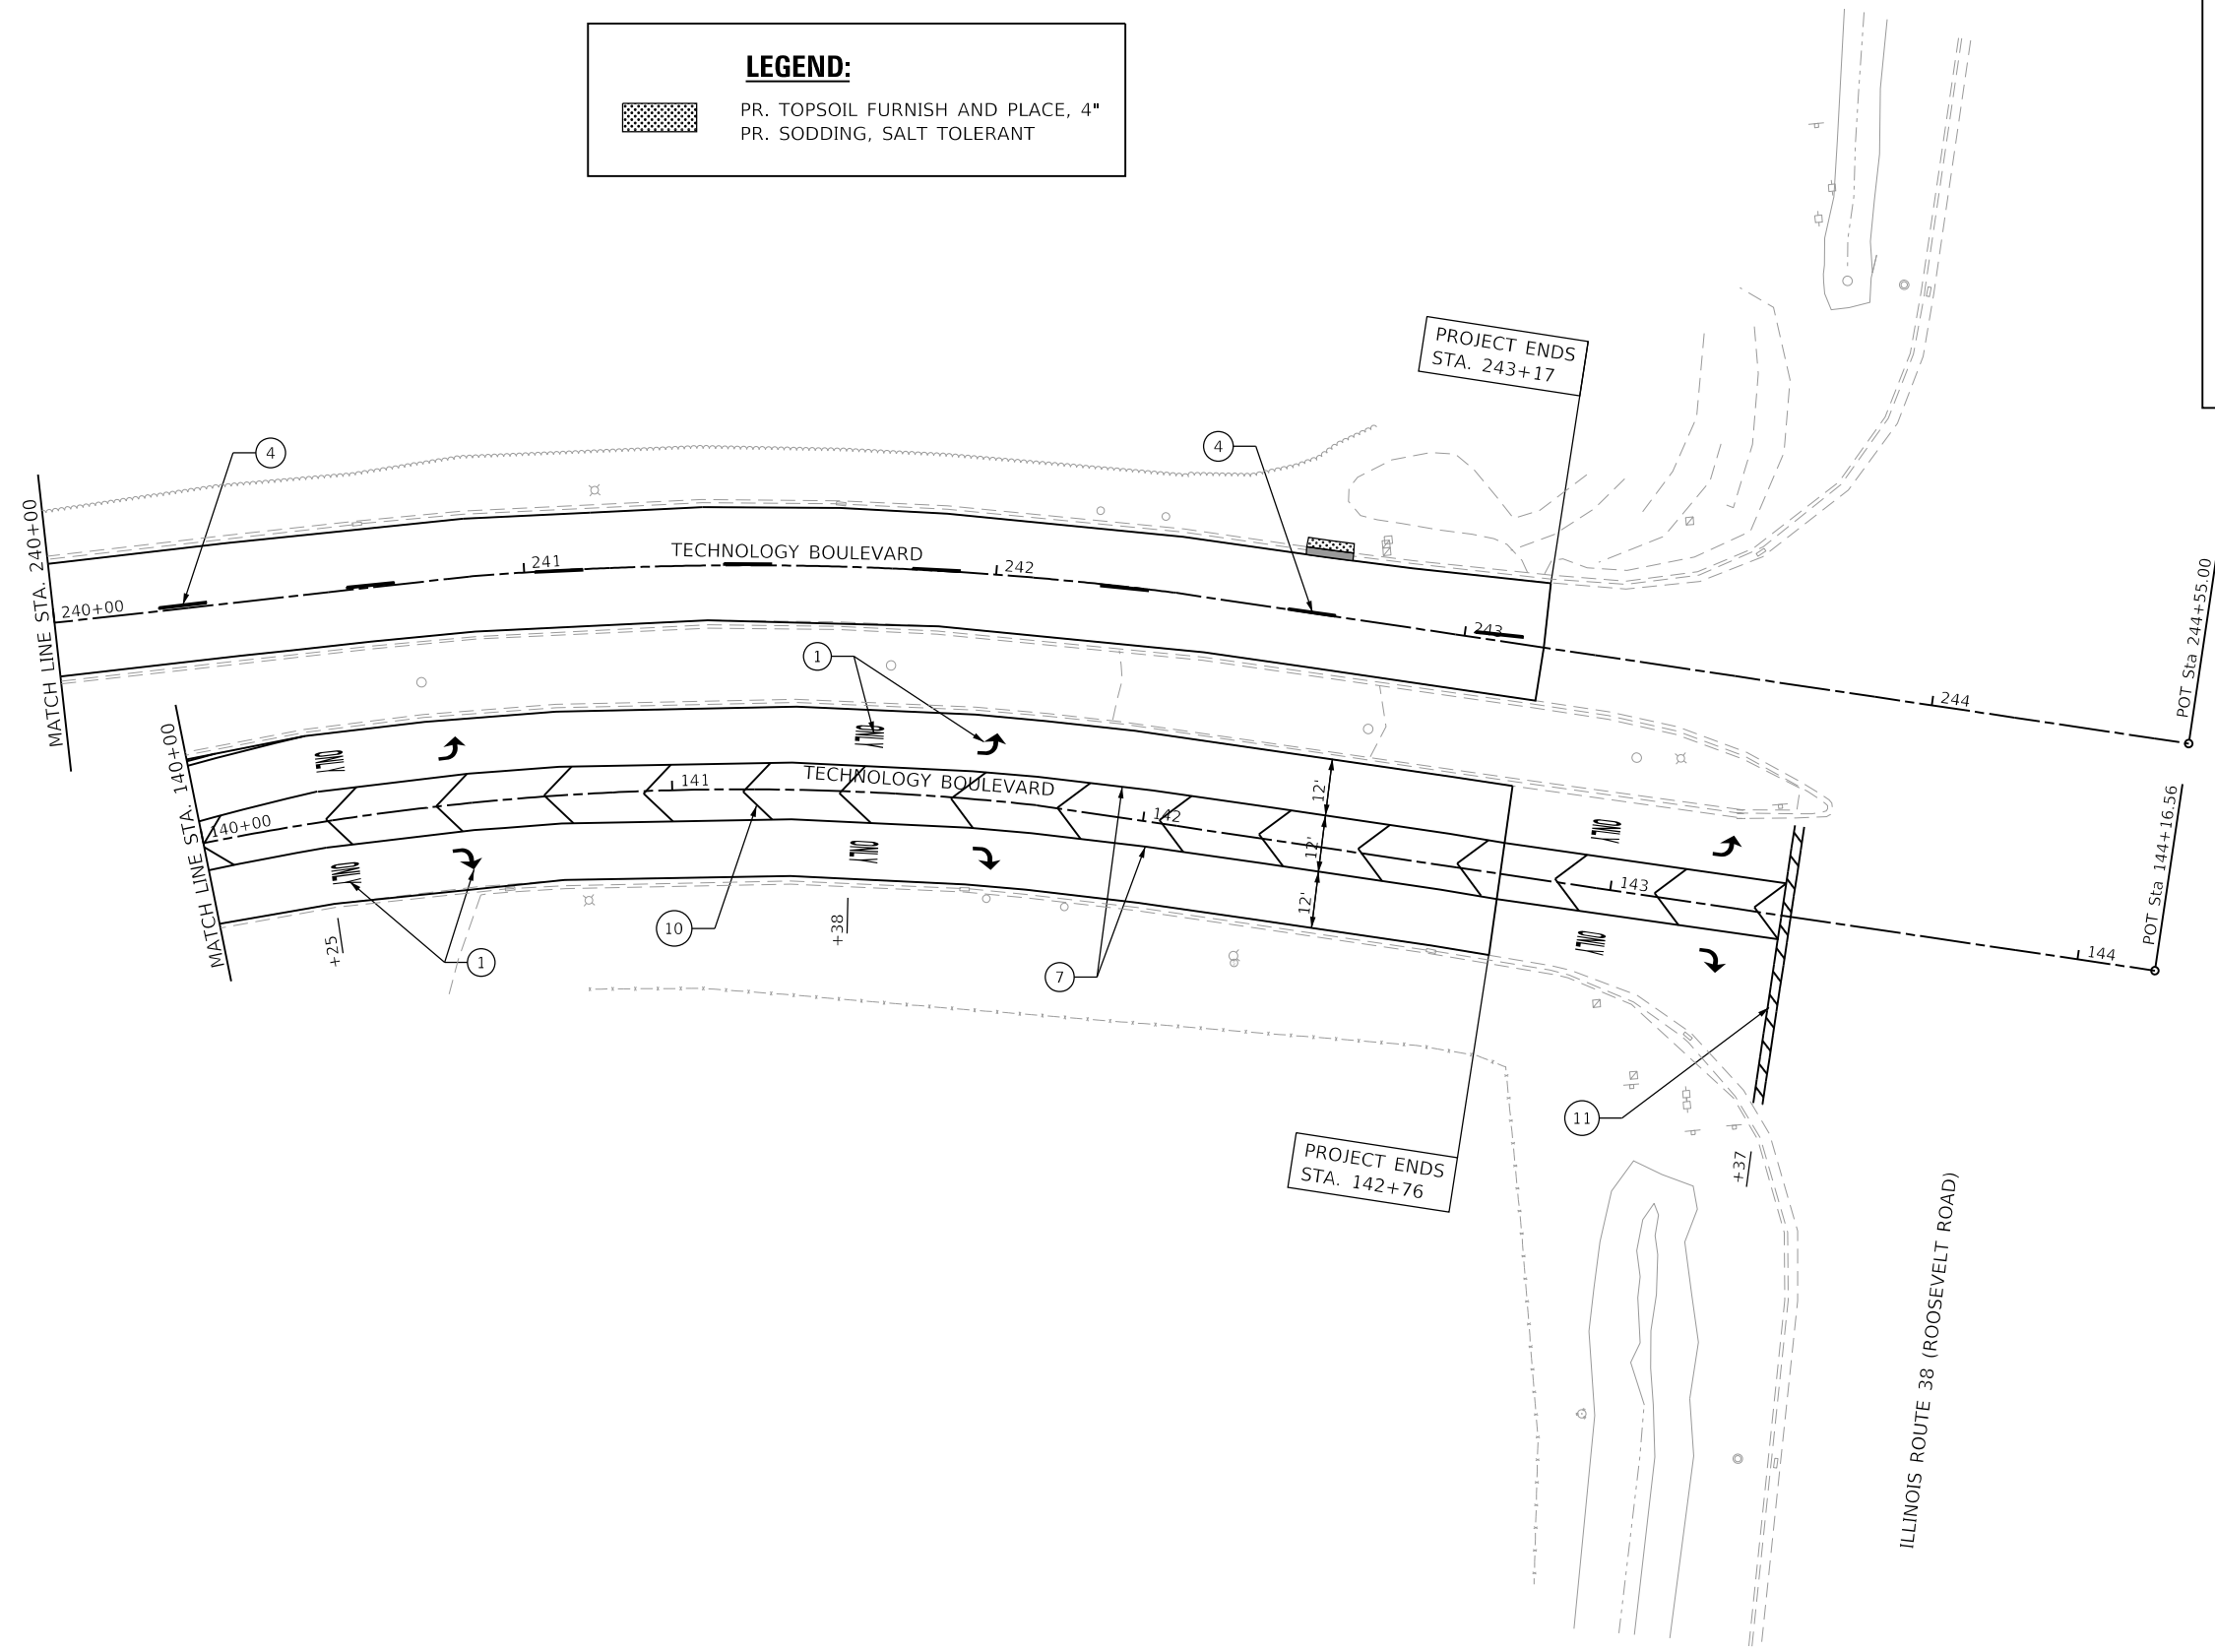 LEGEND:
PR. TOPSOIL FURNISH AND PLACE, 4"
PR. SODDING, SALT TOLERANT
PROJECT ENDS
STA. 243+17
4
4
MATCH LINE STA. 240+00
240+00
241
TECHNOLOGY BOULEVARD
242
243
244
POT Sta 244+55.00
1
MATCH LINE STA. 140+00
140+00
ONLY
ONLY
141
TECHNOLOGY BOULEVARD
142
12'
12'
12'
ONLY
143
144
POT Sta 144+16.56
ONLY
ONLY
ONLY
+25
1
10
+38
7
11
PROJECT ENDS
STA. 142+76
+37
ILLINOIS ROUTE 38 (ROOSEVELT ROAD)